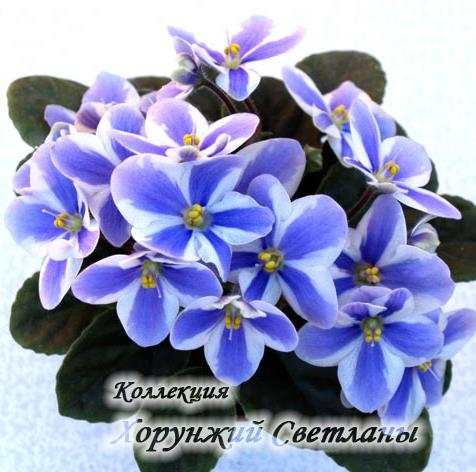 Коллекция
Хорунжий Светланы